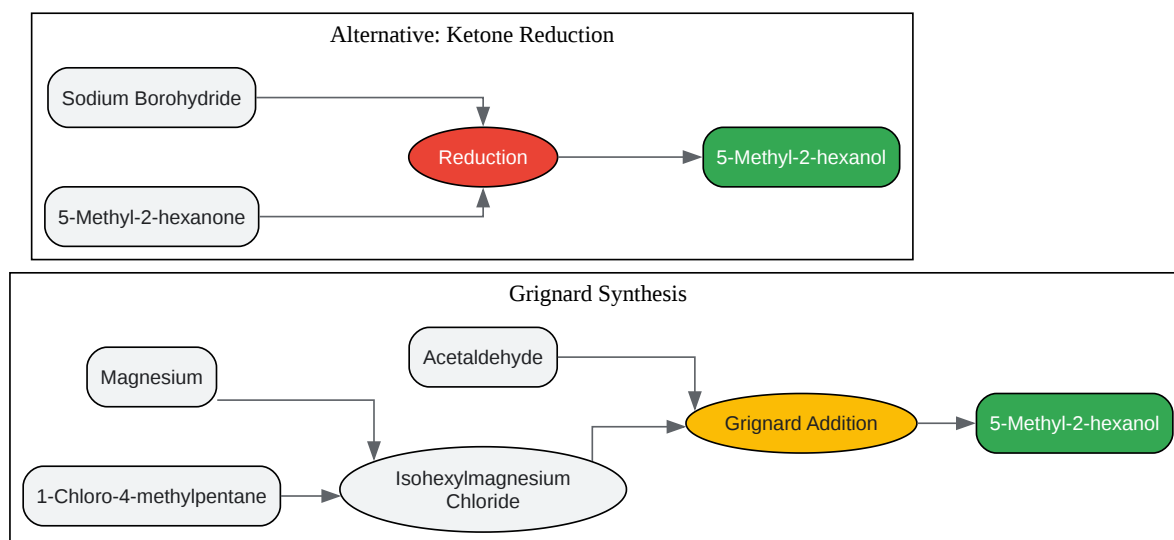 Alternative: Ketone Reduction
Sodium Borohydride
Reduction
5-Methyl-2-hexanol
5-Methyl-2-hexanone
Grignard Synthesis
Acetaldehyde
Magnesium
Grignard Addition
5-Methyl-2-hexanol
1-Chloro-4-methylpentane
Isohexylmagnesium
Chloride